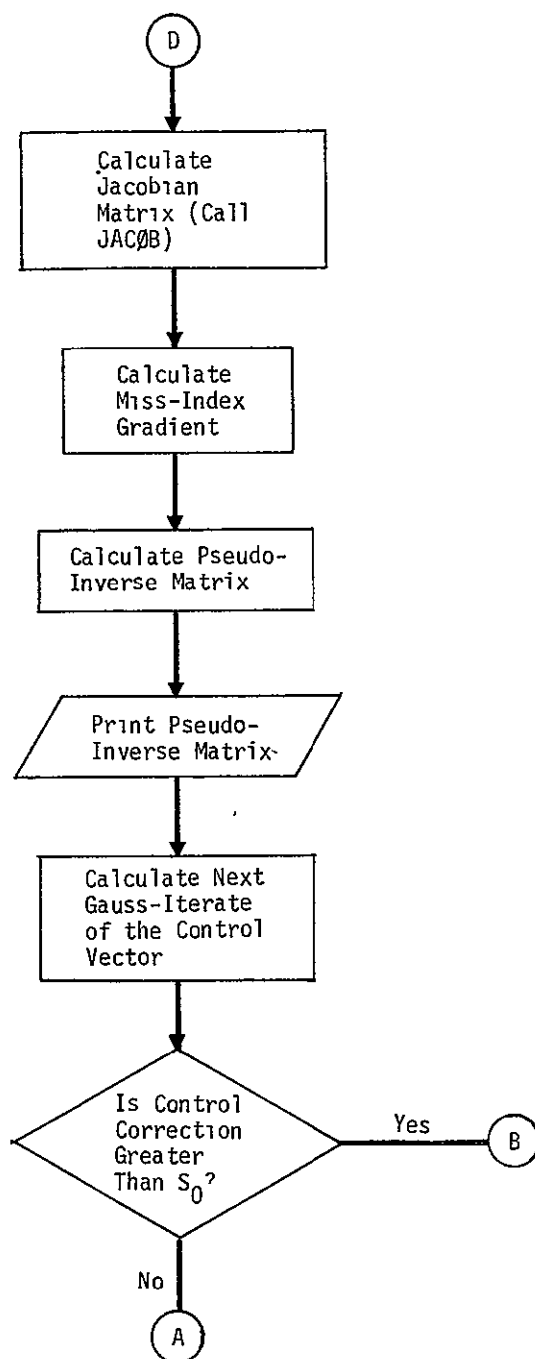 D
Calculate
Jacobian
Matrix (Call
JACØB)
Calculate
Miss-Index
Gradient
Calculate Pseudo-
Inverse Matrix
Print Pseudo-
Inverse Matrix
Calculate Next
Gauss-Iterate
of the Control
Vector
Is Control
Correction
Greater
Than S0?
Yes
B
No
A